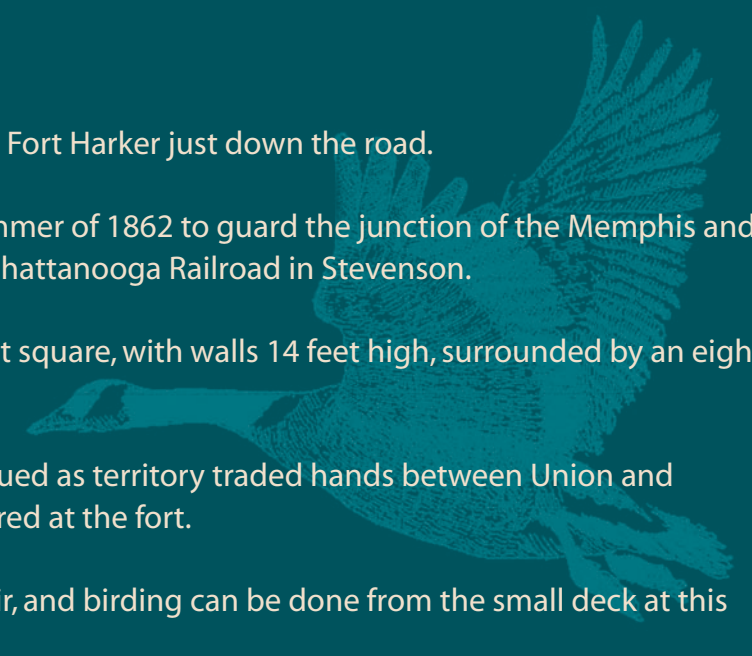 Fort Harker just down the road.
mmer of 1862 to guard the junction of the Memphis and
hattanooga Railroad in Stevenson.
t square, with walls 14 feet high, surrounded by an eigh
ued as territory traded hands between Union and
red at the fort.
ir, and birding can be done from the small deck at this